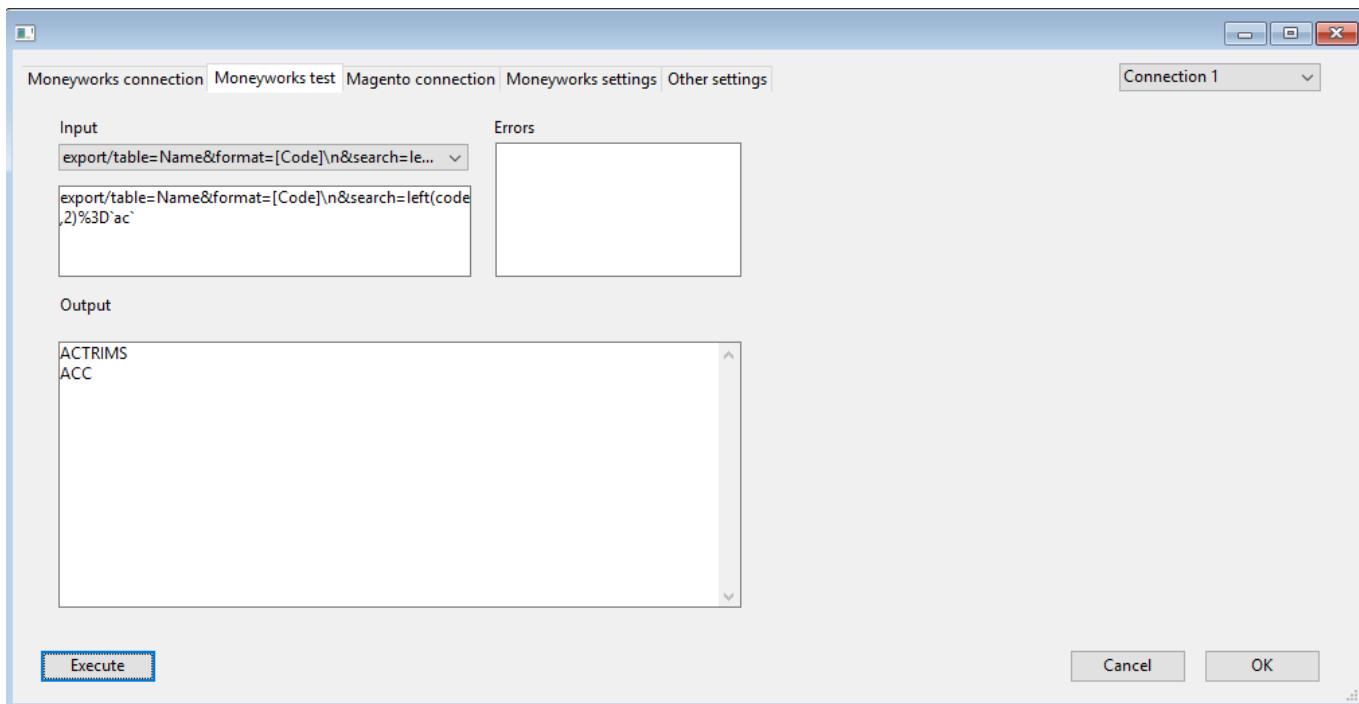 Moneyworks connection Moneyworks test Magento connection Moneyworks settings Other settings Connection 1
Input Errors
export/table=Name&format=[Code]\n&search=le...
export/table=Name&format=[Code]\n&search=left(code
,2)%3D`ac`
Output
ACTRIMS
ACC
Execute Cancel OK